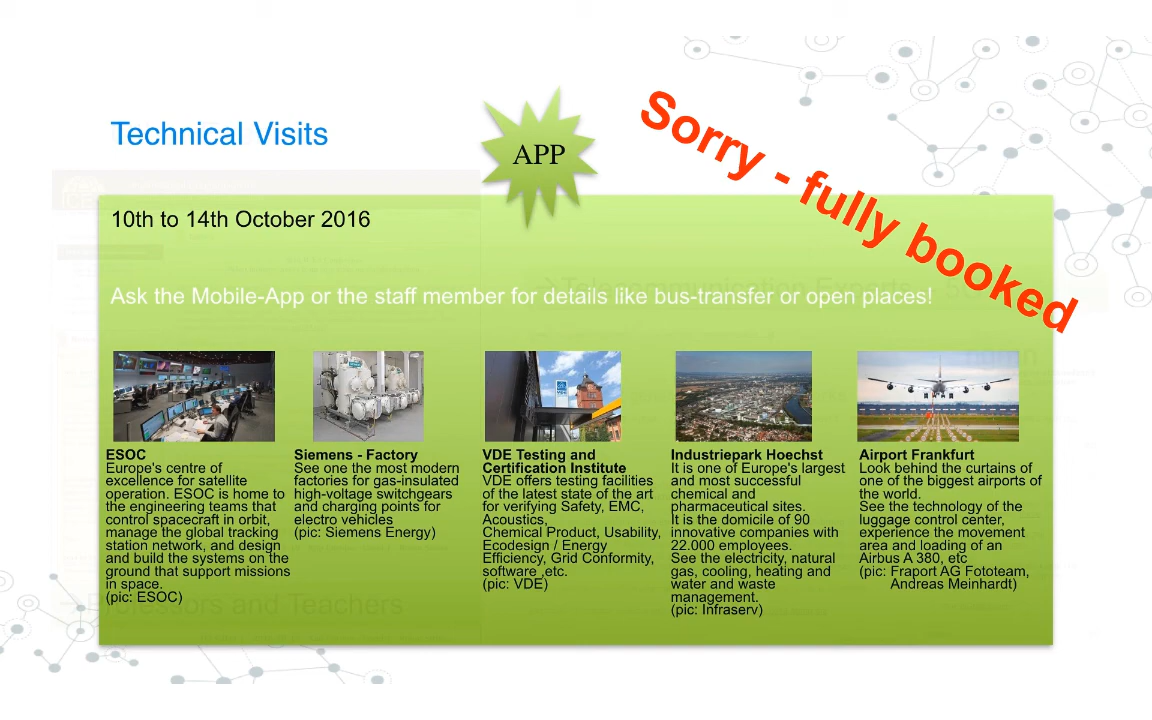 Technical Visits
APP
Sorry - fully booked
10th to 14th October 2016
Ask the Mobile-App or the staff member for details like bus-transfer or open places!
ESOC
Europe's centre of
excellence for satellite
operation. ESOC is home to
the engineering teams that
control spacecraft in orbit,
manage the global tracking
station network, and design
and build the systems on the
ground that support missions
in space.
(pic: ESOC)
Siemens - Factory
See one the most modern
factories for gas-insulated
high-voltage switchgears
and charging points for
electro vehicles
(pic: Siemens Energy)
VDE Testing and
Certification Institute
VDE offers testing facilities
of the latest state of the art
for verifying Safety, EMC,
Acoustics,
Chemical Product, Usability,
Ecodesign / Energy
Efficiency, Grid Conformity,
software ,etc.
(pic: VDE)
Industriepark Hoechst
It is one of Europe's largest
and most successful
chemical and
pharmaceutical sites.
It is the domicile of 90
innovative companies with
22.000 employees.
See the electricity, natural
gas, cooling, heating and
water and waste
management.
(pic: Infraserv)
Airport Frankfurt
Look behind the curtains of
one of the biggest airports of
the world.
See the technology of the
luggage control center,
experience the movement
area and loading of an
Airbus A 380, etc
(pic: Fraport AG Fototeam,
Andreas Meinhardt)
Telecommunication Experts
Professors and Teachers